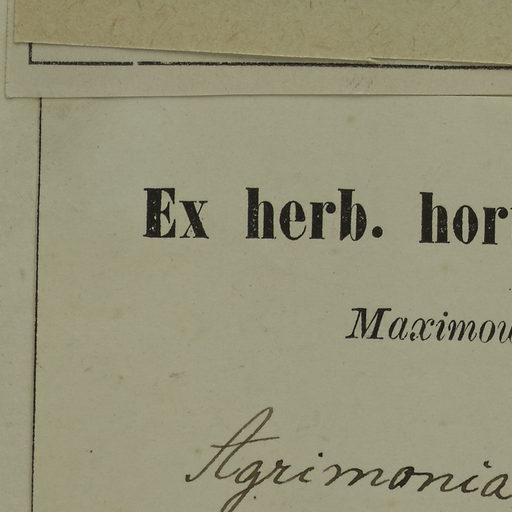 Ex herb. hor
Maximow
Agrimonia